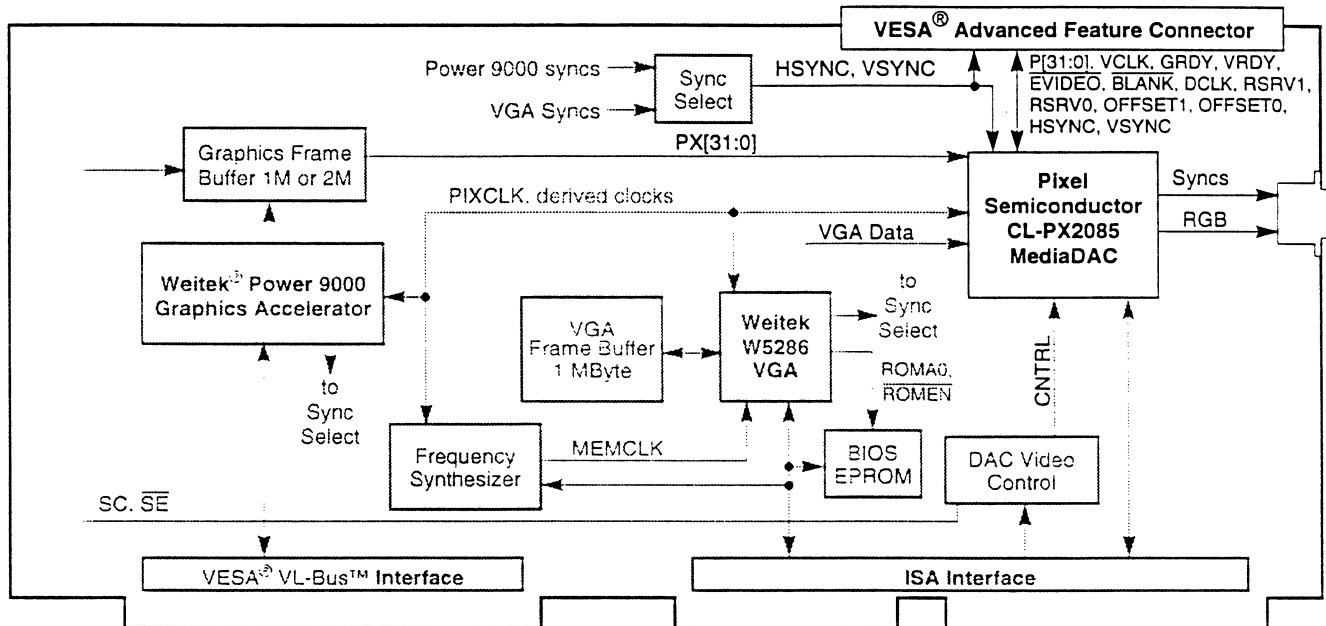 VESA® Advanced Feature Connector
Power 9000 syncs
VGA Syncs
Sync
Select
HSYNC, VSYNC
P[31:0], VCLK, GRDY, VRDY,
EVIDEO, BLANK, DCLK, RSRV1,
RSRV0, OFFSET1, OFFSET0,
HSYNC, VSYNC
Graphics Frame
Buffer 1M or 2M
PX[31:0]
Pixel
Semiconductor
CL-PX2085
MediaDAC
Syncs
RGB
PIXCLK, derived clocks
VGA Data
Weitek® Power 9000
Graphics Accelerator
to
Sync
Select
VGA
Frame Buffer
1 MByte
Weitek
W5286
VGA
to
Sync
Select
ROMA0,
ROMEN
CNTRL
Frequency
Synthesizer
MEMCLK
BIOS
EPROM
DAC Video
Control
SC, SE
VESA® VL-Bus™ Interface
ISA Interface